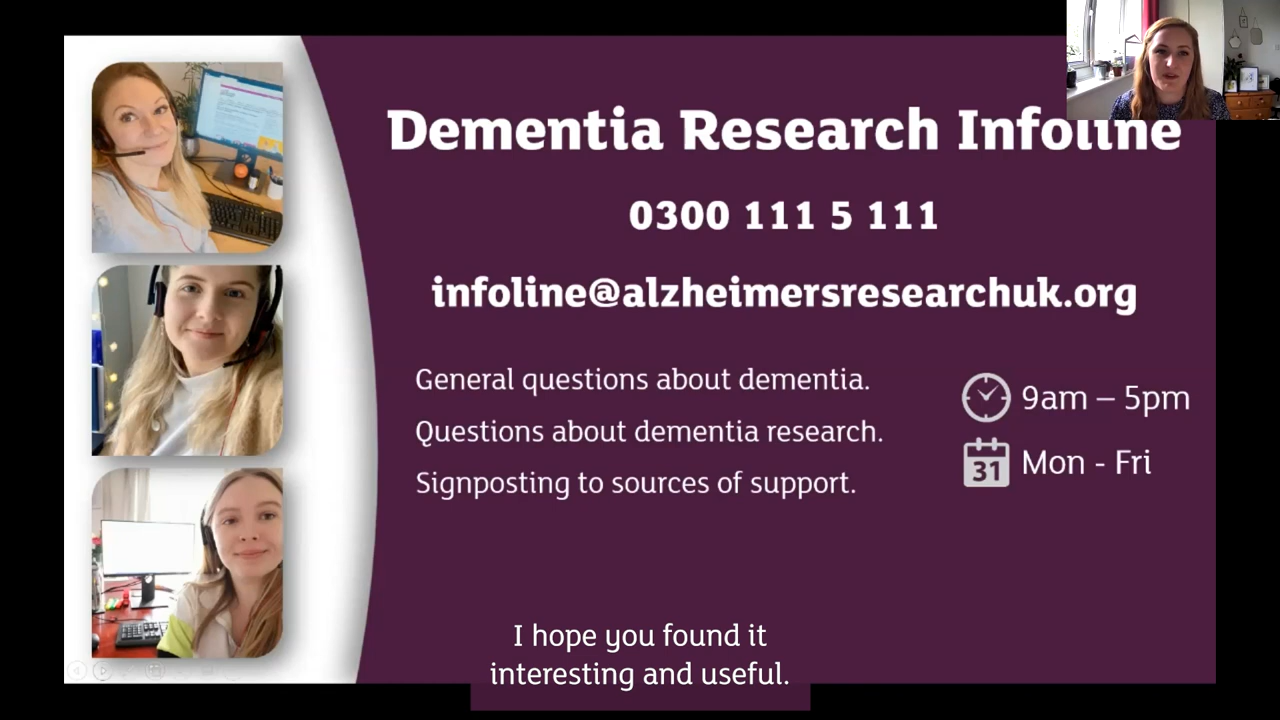 Dementia Research Infoline
0300 111 5 111
infoline@alzheimersresearchuk.org
General questions about dementia.
Questions about dementia research.
Signposting to sources of support.
9am – 5pm
31
Mon - Fri
I hope you found it
interesting and useful.